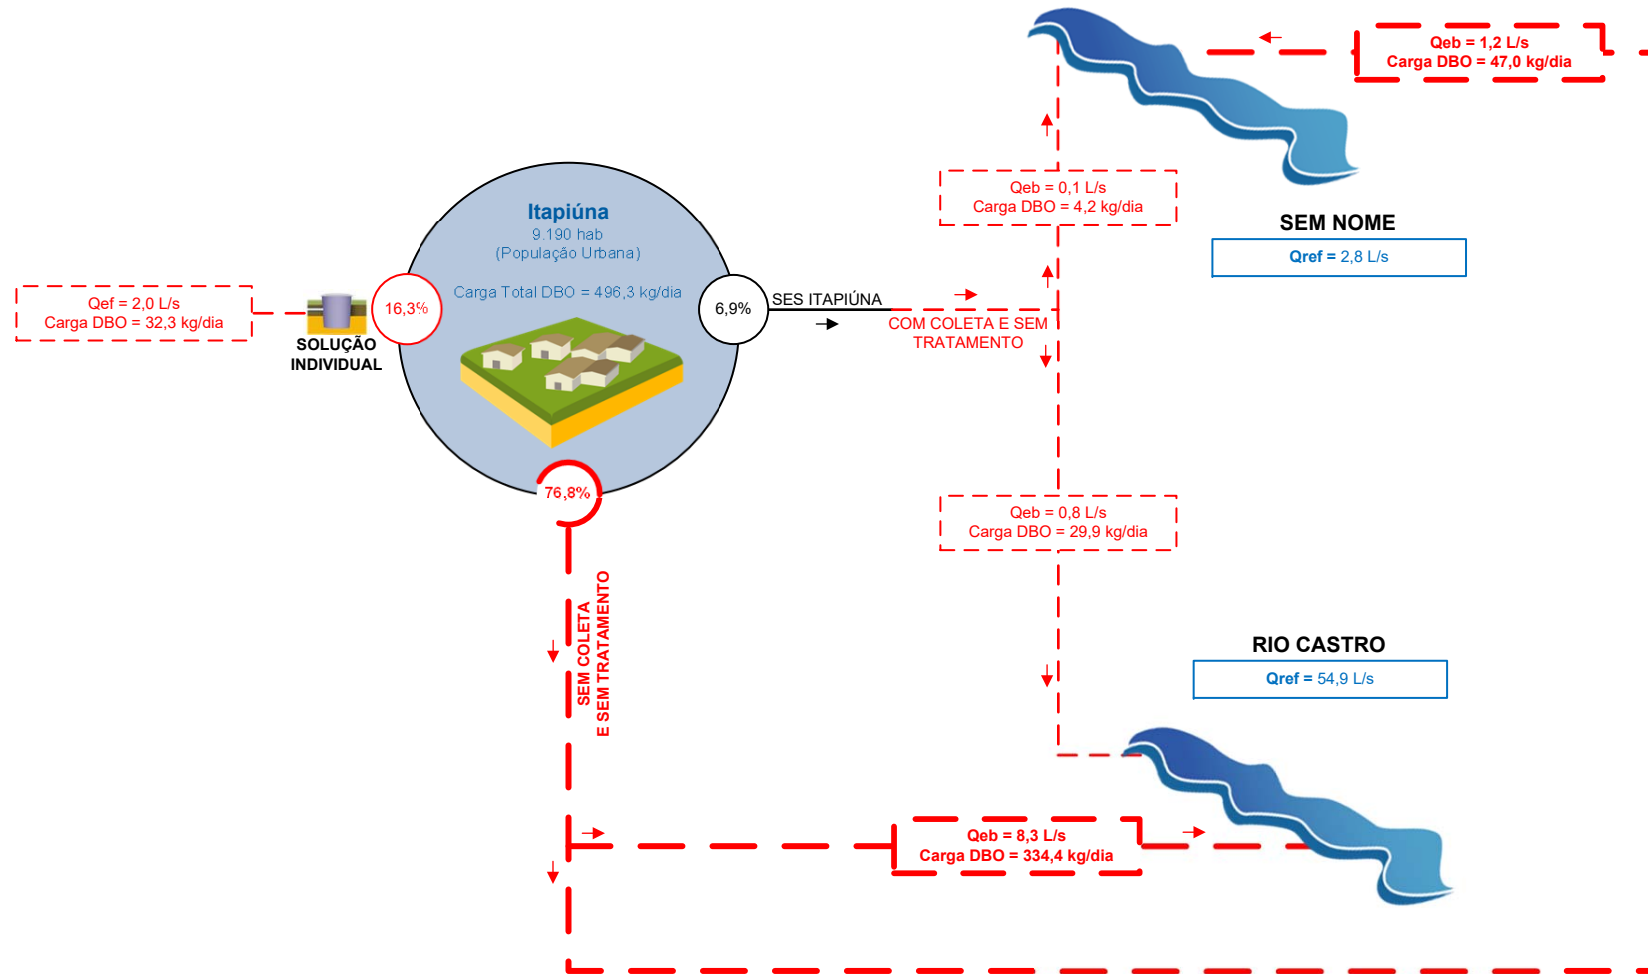 Qeb = 1,2 L/s
Carga DBO = 47,0 kg/dia
Qeb = 0,1 L/s
Carga DBO = 4,2 kg/dia
SEM NOME
Qref = 2,8 L/s
Itapiúna
9.190 hab
(População Urbana)
Carga Total DBO = 496,3 kg/dia
Qef = 2,0 L/s
Carga DBO = 32,3 kg/dia
SOLUÇÃO
INDIVIDUAL
16,3%
6,9%
SES ITAPIÚNA
COM COLETA E SEM
TRATAMENTO
76,8%
Qeb = 0,8 L/s
Carga DBO = 29,9 kg/dia
SEM COLETA
E SEM TRATAMENTO
RIO CASTRO
Qref = 54,9 L/s
Qeb = 8,3 L/s
Carga DBO = 334,4 kg/dia